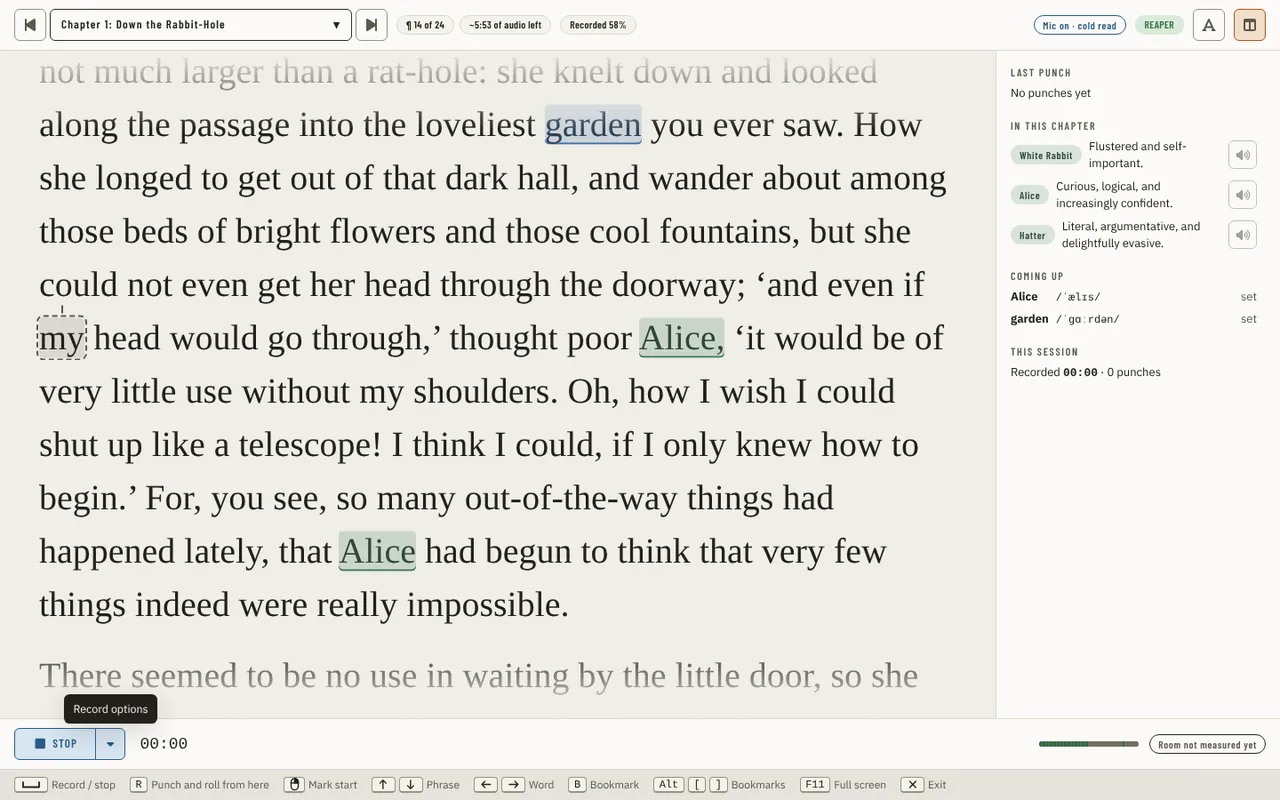 Chapter 1: Down the Rabbit-Hole
¶ 14 of 24
~5:53 of audio left
Recorded 58%
Mic on · cold read
REAPER
A
not much larger than a rat-hole: she knelt down and looked
along the passage into the loveliest garden you ever saw. How
she longed to get out of that dark hall, and wander about among
those beds of bright flowers and those cool fountains, but she
could not even get her head through the doorway; ‘and even if
my head would go through,’ thought poor Alice, ‘it would be of
very little use without my shoulders. Oh, how I wish I could
shut up like a telescope! I think I could, if I only knew how to
begin.’ For, you see, so many out-of-the-way things had
happened lately, that Alice had begun to think that very few
things indeed were really impossible.
There seemed to be no use in waiting by the little door, so she
LAST PUNCH
No punches yet
IN THIS CHAPTER
White Rabbit Flustered and self-
important.
Alice Curious, logical, and
increasingly confident.
Hatter Literal, argumentative, and
delightfully evasive.
COMING UP
Alice /ˈælɪs/ set
garden /ˈɡɑːrdən/ set
THIS SESSION
Recorded 00:00 · 0 punches
Record options
STOP
00:00
Room not measured yet
Record / stop
R Punch and roll from here
Mark start
↑ ↓ Phrase
← → Word
B Bookmark
Alt [ ] Bookmarks
F11 Full screen
X Exit